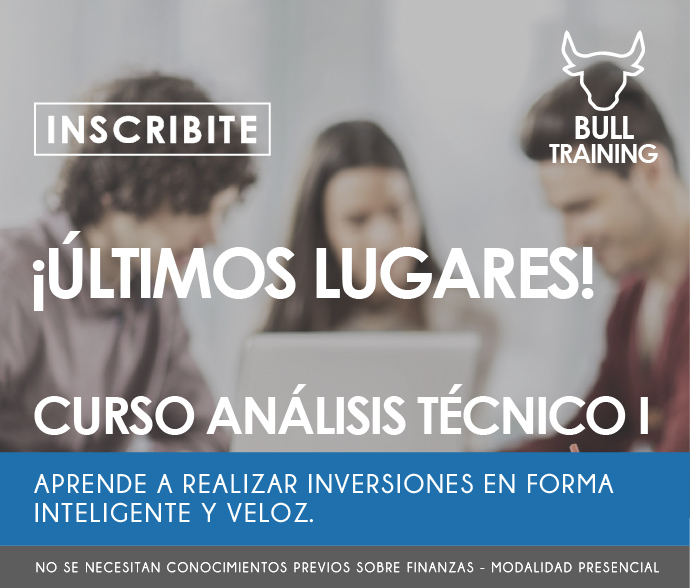 INSCRIBITE
BULL
TRAINING
¡ÚLTIMOS LUGARES!
CURSO ANÁLISIS TÉCNICO I
APRENDE A REALIZAR INVERSIONES EN FORMA
INTELIGENTE Y VELOZ.
NO SE NECESITAN CONOCIMIENTOS PREVIOS SOBRE FINANZAS - MODALIDAD PRESENCIAL